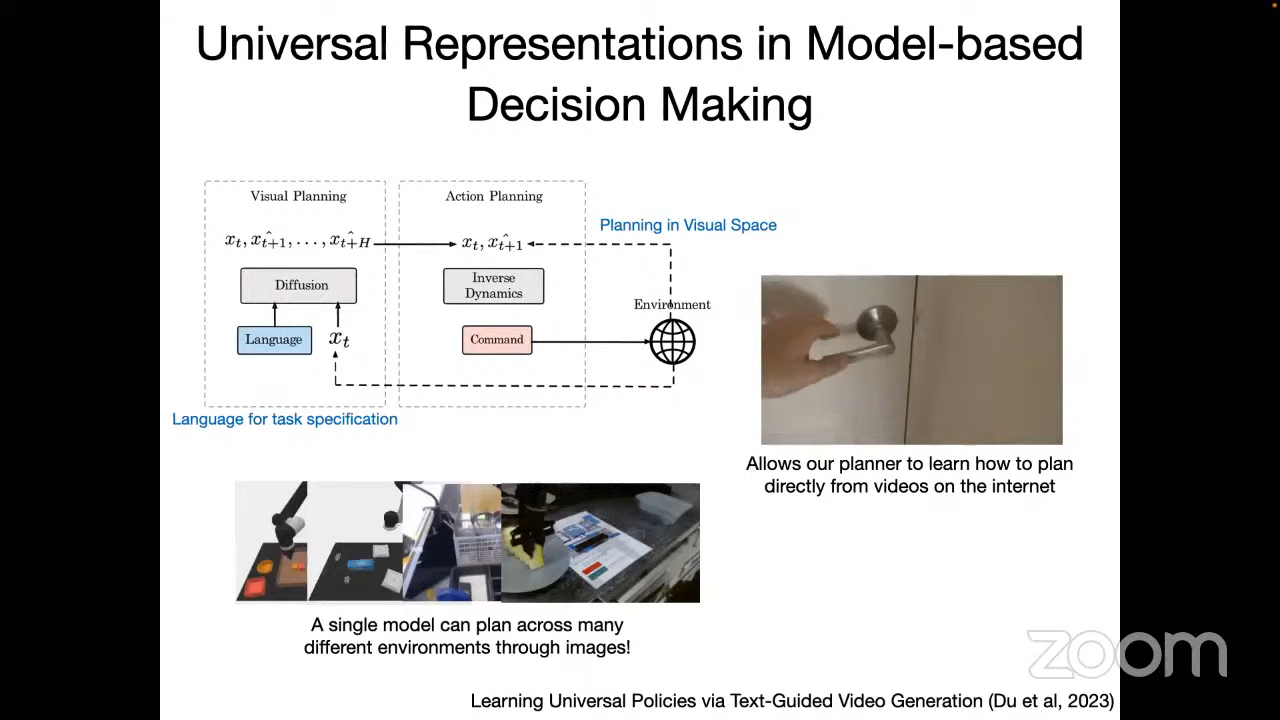 Universal Representations in Model-based
Decision Making
Visual Planning
Action Planning
Planning in Visual Space
x_t, x̂_{t+1}, . . . , x̂_{t+H}
x_t, x̂_{t+1}
Diffusion
Inverse
Dynamics
Environment
Language
x_t
Command
Language for task specification
Allows our planner to learn how to plan
directly from videos on the internet
A single model can plan across many
different environments through images!
zoom
Learning Universal Policies via Text-Guided Video Generation (Du et al, 2023)